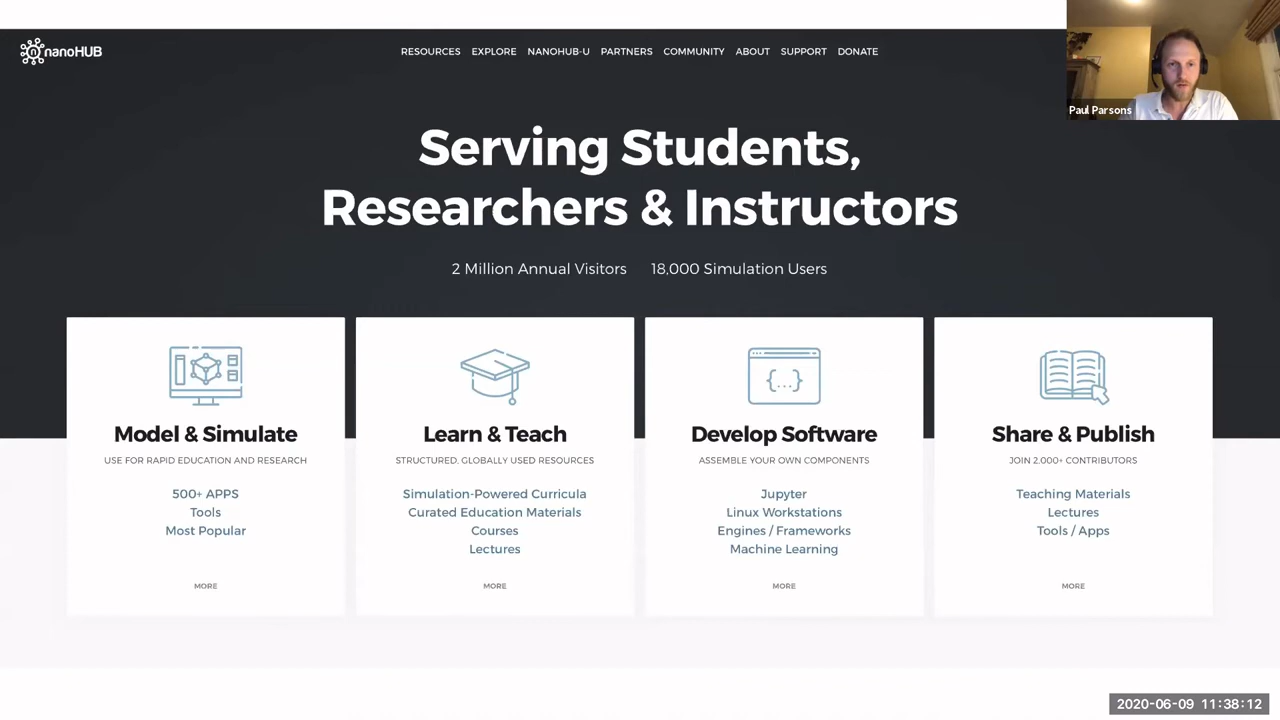 nanoHUB
RESOURCES EXPLORE NANOHUB-U PARTNERS COMMUNITY ABOUT SUPPORT DONATE
Paul Parsons
Serving Students,
Researchers & Instructors
2 Million Annual Visitors 18,000 Simulation Users
Model & Simulate
USE FOR RAPID EDUCATION AND RESEARCH
500+ APPS
Tools
Most Popular
MORE
Learn & Teach
STRUCTURED, GLOBALLY USED RESOURCES
Simulation-Powered Curricula
Curated Education Materials
Courses
Lectures
MORE
Develop Software
ASSEMBLE YOUR OWN COMPONENTS
Jupyter
Linux Workstations
Engines / Frameworks
Machine Learning
MORE
Share & Publish
JOIN 2,000+ CONTRIBUTORS
Teaching Materials
Lectures
Tools / Apps
MORE
2020-06-09 11:38:12